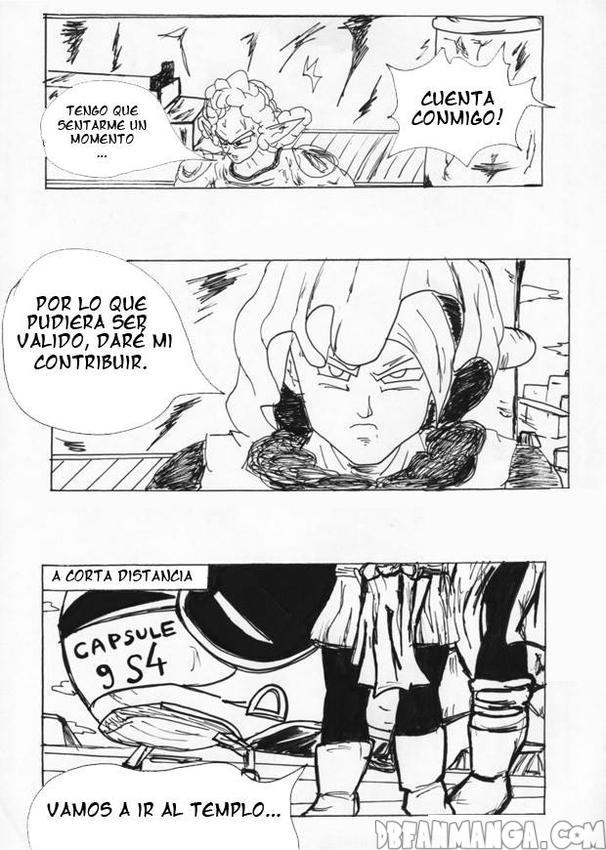 TENGO QUE
SENTARME UN
MOMENTO
...
CUENTA
CONMIGO!
POR LO QUE
PUDIERA SER
VÁLIDO, DARÉ MI
CONTRIBUIR.
A CORTA DISTANCIA
CAPSULE
9 S4
VAMOS A IR AL TEMPLO...
DBFANMANGA.COM